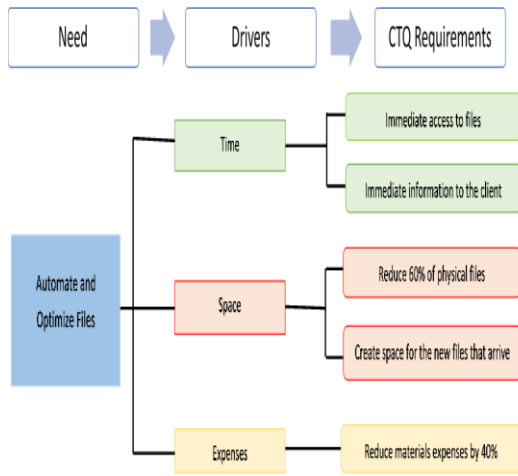 Need
Drivers
CTQ Requirements
Immediate access to files
Time
Immediate information to the client
Reduce 60% of physical files
Automate and
Optimize Files
Space
Create space for the new files that arrive
Expenses
Reduce materials expenses by 40%